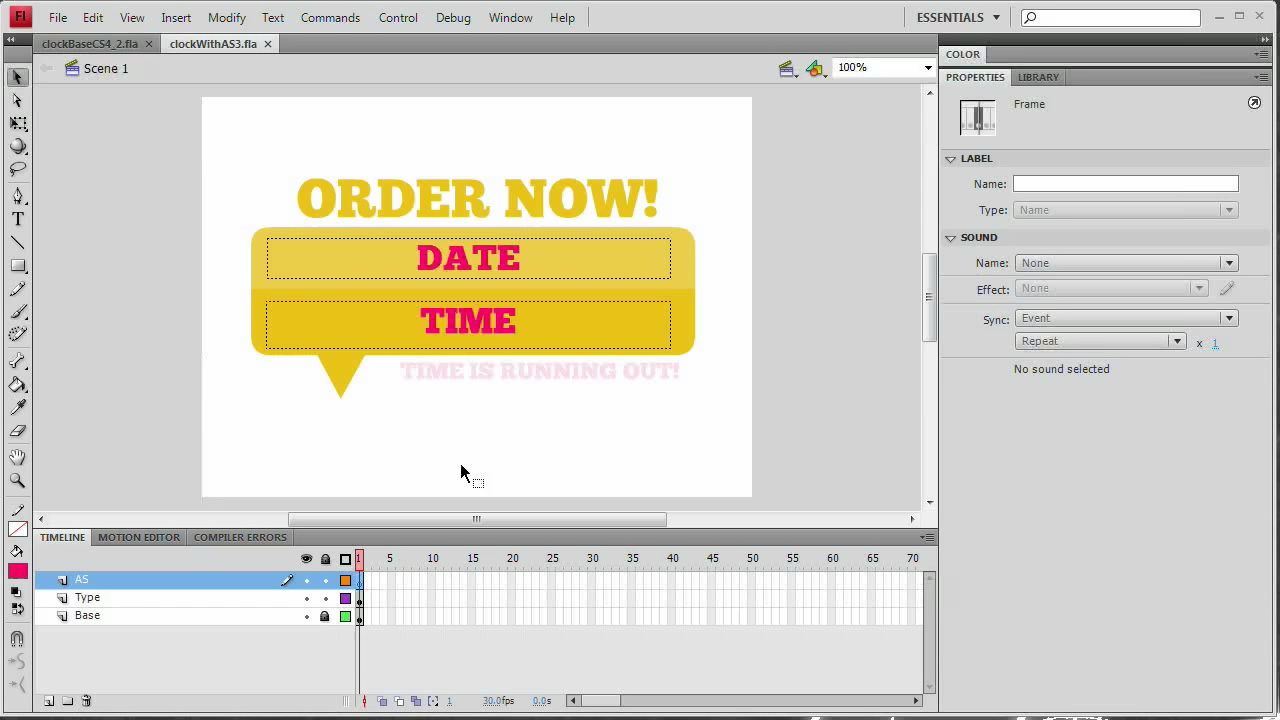 Fl File Edit View Insert Modify Text Commands Control Debug Window Help ESSENTIALS
clockBaseCS4_2.fla clockWithAS3.fla
Scene 1 100%
COLOR
PROPERTIES LIBRARY
Frame
LABEL
Name:
Type: Name
SOUND
Name: None
Effect: None
Sync: Event
Repeat x 1
No sound selected
ORDER NOW!
DATE
TIME
TIME IS RUNNING OUT!
TIMELINE MOTION EDITOR COMPILER ERRORS
1 5 10 15 20 25 30 35 40 45 50 55 60 65 70
AS
Type
Base
1 30.0fps 0.0s